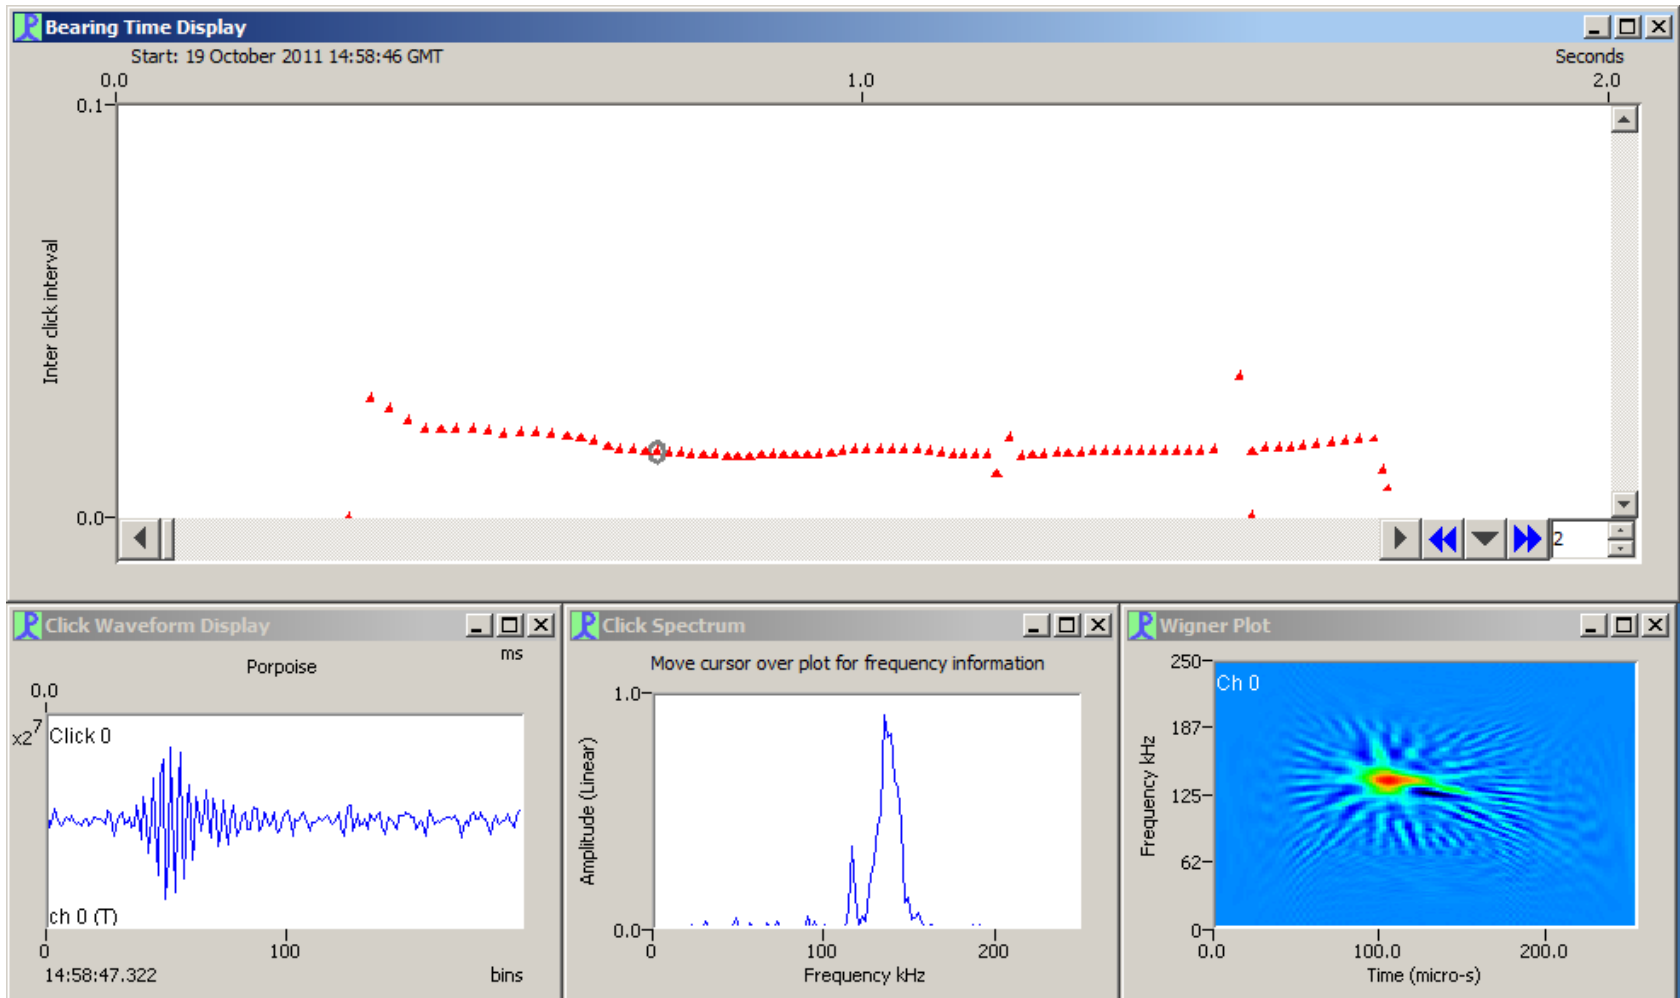 Bearing Time Display
Start: 19 October 2011 14:58:46 GMT
Seconds
0.0 1.0 2.0
0.1
Inter click interval
0.0
2
Click Waveform Display
ms
Porpoise
0.0
x2^7
Click 0
ch 0 (T)
0 100
14:58:47.322 bins
Click Spectrum
Move cursor over plot for frequency information
1.0
Amplitude (Linear)
0.0
0 100 200
Frequency kHz
Wigner Plot
250
Ch 0
187
125
Frequency kHz
62
0
0.0 100.0 200.0
Time (micro-s)